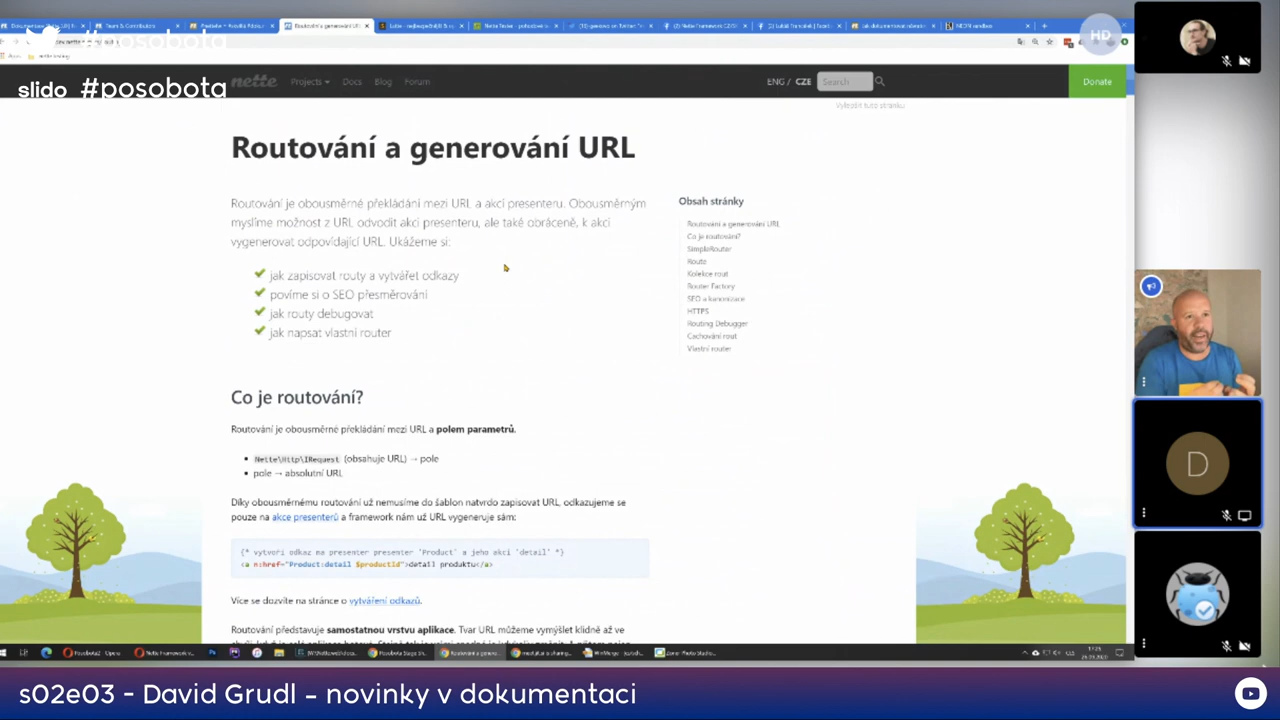 #posobota
slido #posobota
HD
nette
Projects
Docs
Blog
Forum
ENG / CZE
Search
Donate
Routování a generování URL
Routování je obousměrné překládání mezi URL a akcí presenteru. Obousměrným
myslíme možnost z URL odvodit akci presenteru, ale také obráceně, k akci
vygenerovat odpovídající URL. Ukážeme si:
jak zapisovat routy a vytvářet odkazy
povíme si o SEO přesměrování
jak routy debugovat
jak napsat vlastní router
Obsah stránky
Routování a generování URL
Co je routování?
SimpleRouter
Route
Kolekce rout
Router Factory
SEO a kanonizace
HTTPS
Routing Debugger
Cachování rout
Vlastní router
Co je routování?
Routování je obousměrné překládání mezi URL a polem parametrů.
Nette\Http\IRequest (obsahuje URL) → pole
pole → absolutní URL
Díky obousměrnému routování už nemusíme do šablon natvrdo zapisovat URL, odkazujeme se
pouze na akce presenterů a framework nám už URL vygeneruje sám:
{* vytvoří odkaz na presenter presenter 'Product' a jeho akci 'detail' *}
<a n:href="Product:detail $productId">detail produktu</a>
Více se dozvíte na stránce o vytváření odkazů.
Routování představuje samostatnou vrstvu aplikace. Tvar URL můžeme vymýšlet klidně až ve
D
s02e03 - David Grudl - novinky v dokumentaci